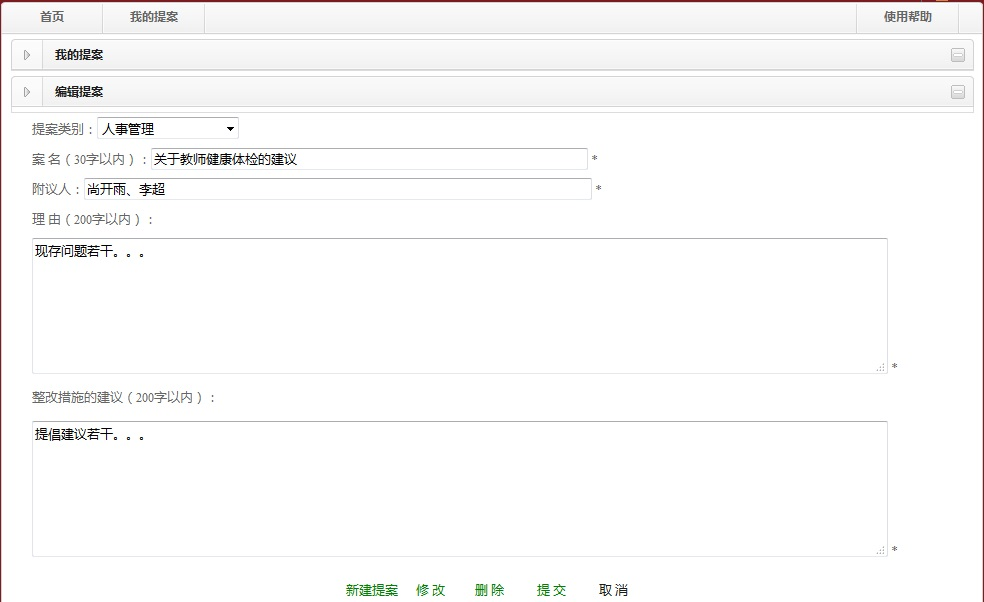 首页 我的提案 使用帮助
我的提案
编辑提案
提案类别： 人事管理
案 名（30字以内）： 关于教师健康体检的建议 *
附议人： 尚开雨、李超 *
理 由（200字以内）：
现存问题若干。。。
*
整改措施的建议（200字以内）：
提倡建议若干。。。
*
新建提案 修 改 删 除 提 交 取 消